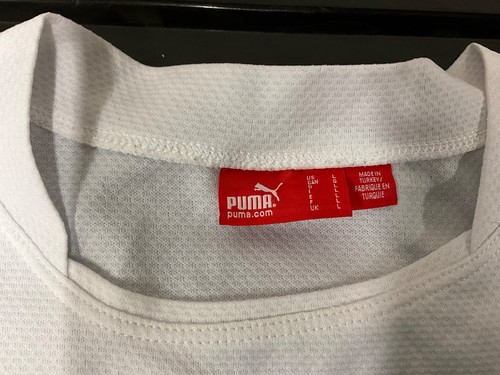 PUMA.
puma.com
US L
CAN G
D L
I L
E L
F L
UK L
MADE IN
TURKEY/
FABRIQUE EN
TURQUIE